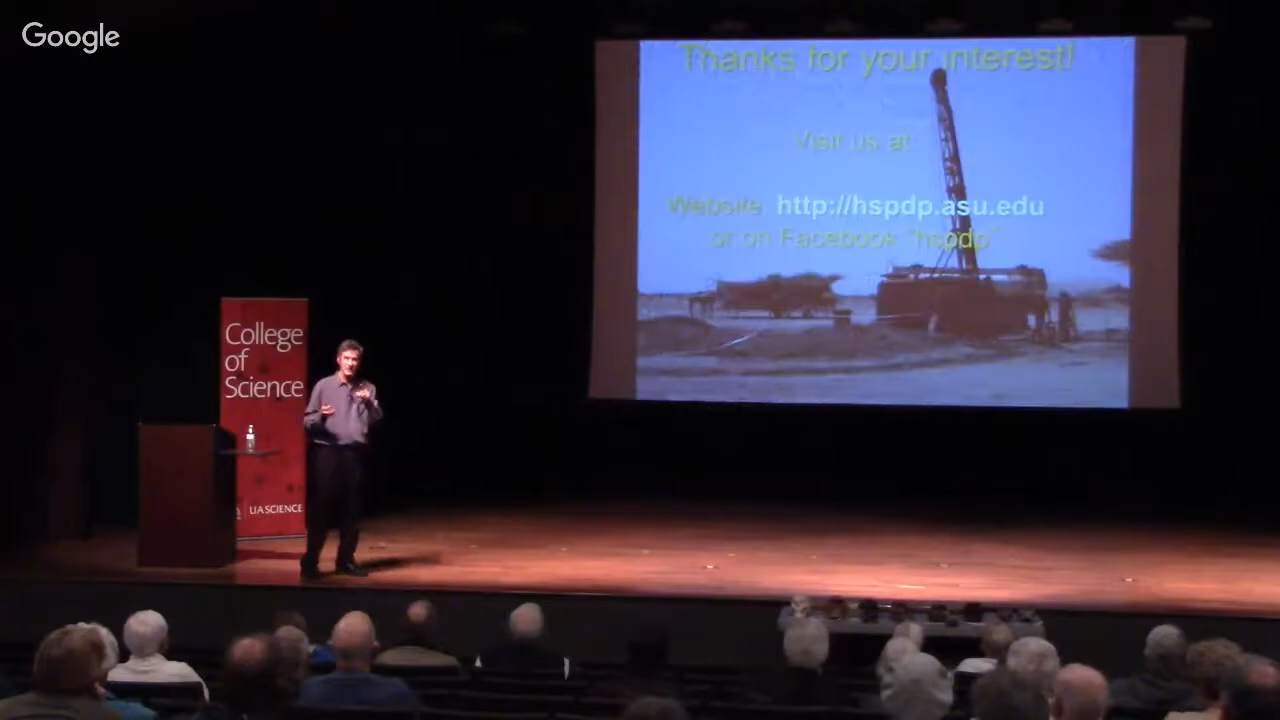 Google
Thanks for your interest!
Visit us at
Website http://hspdp.asu.edu
or on Facebook "hspdp"
College
of
Science
UA SCIENCE